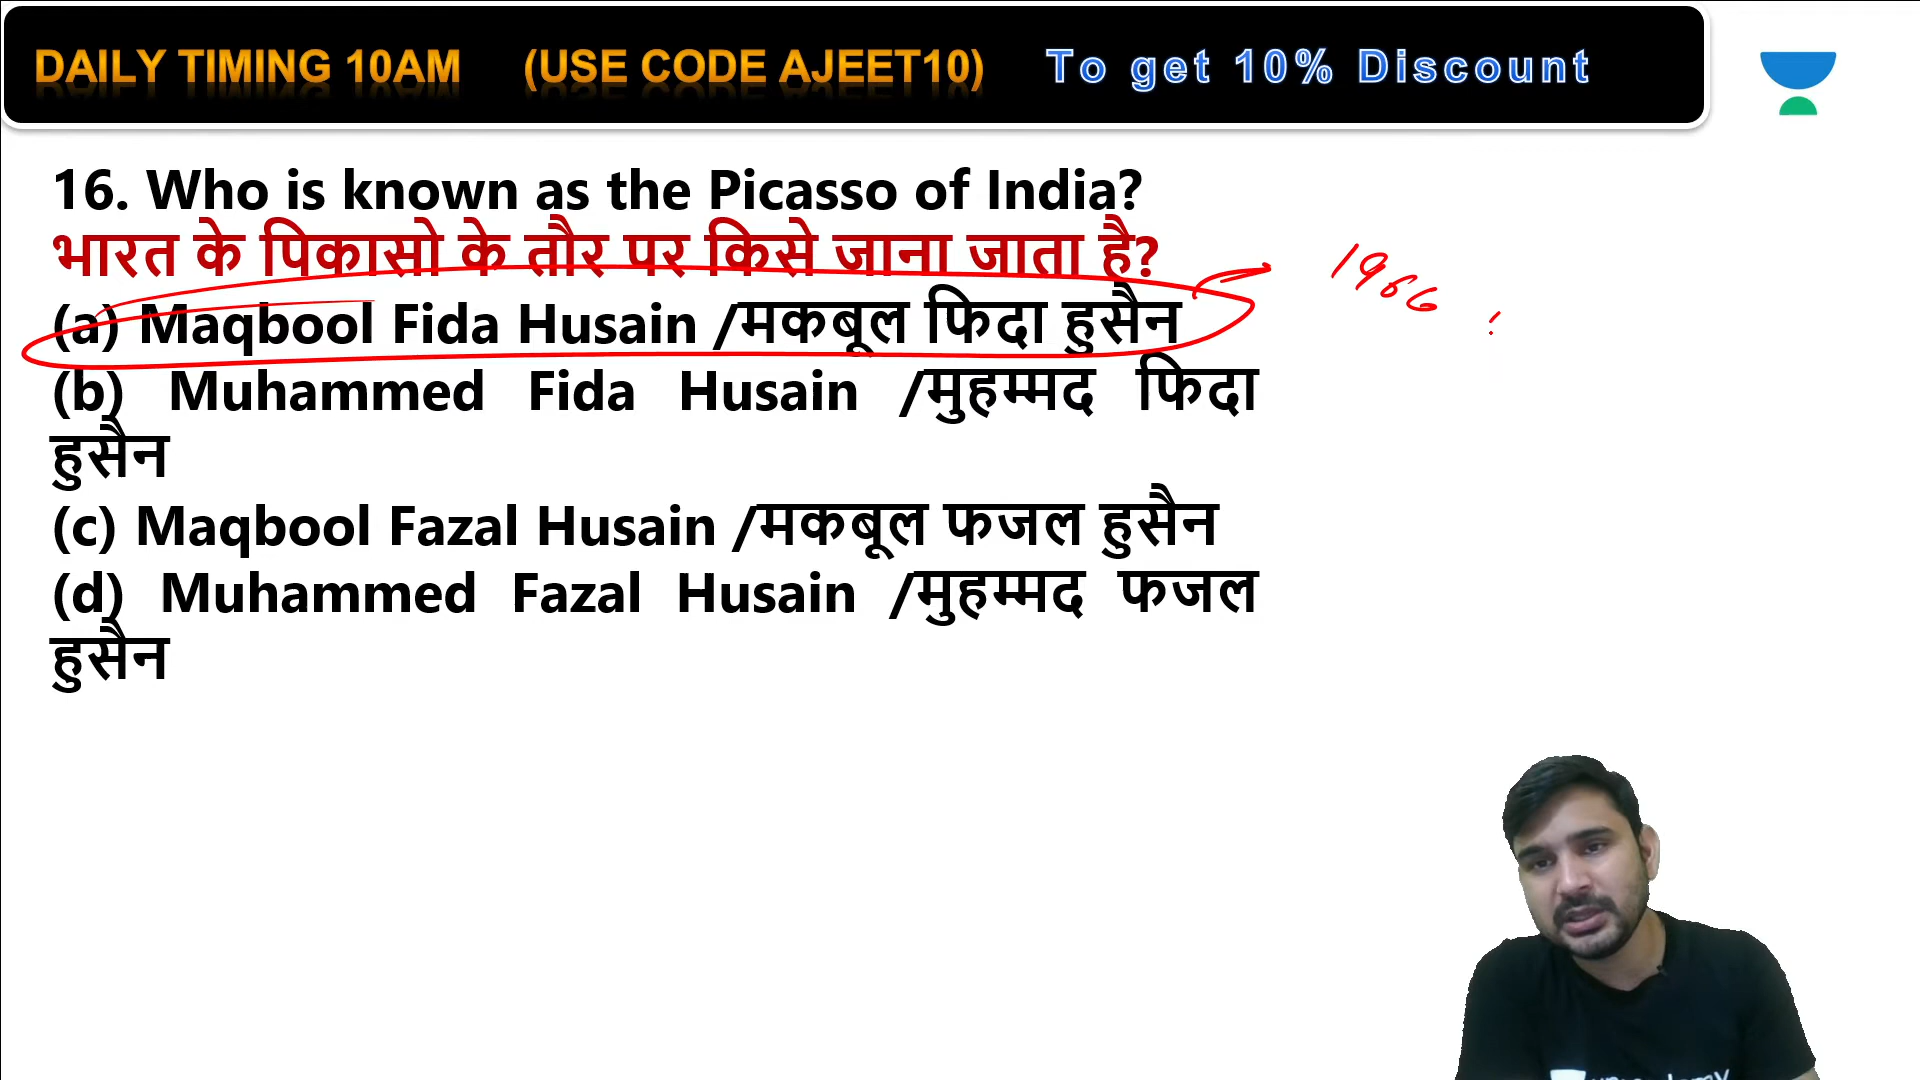 DAILY TIMING 10AM (USE CODE AJEET10) To get 10% Discount
16. Who is known as the Picasso of India?
भारत के पिकासो के तौर पर किसे जाना जाता है?
(a) Maqbool Fida Husain /मकबूल फिदा हुसैन
1966
(b) Muhammed Fida Husain /मुहम्मद फिदा
हुसैन
(c) Maqbool Fazal Husain /मकबूल फजल हुसैन
(d) Muhammed Fazal Husain /मुहम्मद फजल
हुसैन